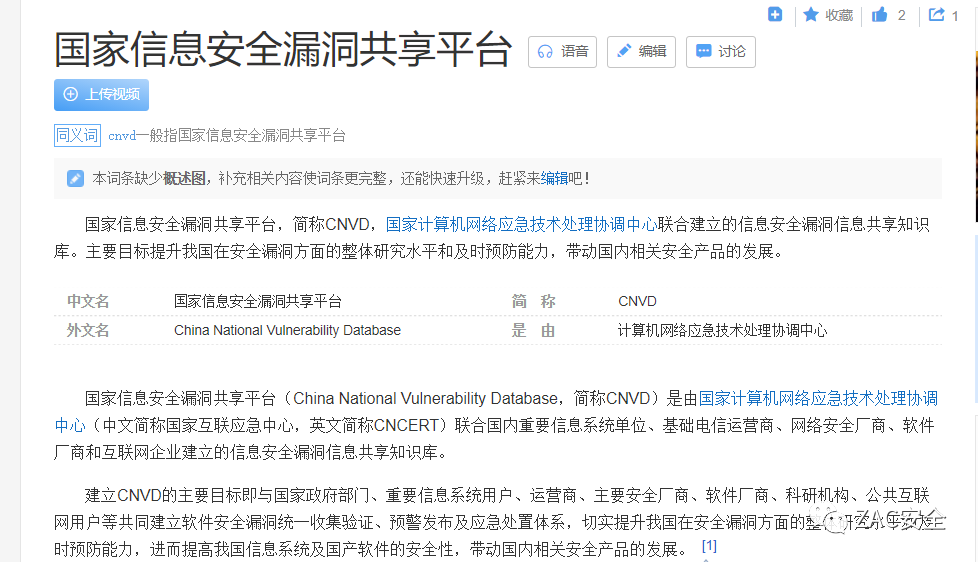 收藏 2 1
国家信息安全漏洞共享平台 语音 编辑 讨论
上传视频
同义词 cnvd一般指国家信息安全漏洞共享平台
本词条缺少概述图，补充相关内容使词条更完整，还能快速升级，赶紧来编辑吧！
国家信息安全漏洞共享平台，简称CNVD，国家计算机网络应急技术处理协调中心联合建立的信息安全漏洞信息共享知识
库。主要目标提升我国在安全漏洞方面的整体研究水平和及时预防能力，带动国内相关安全产品的发展。
中文名 国家信息安全漏洞共享平台 简 称 CNVD
外文名 China National Vulnerability Database 是 由 计算机网络应急技术处理协调中心
国家信息安全漏洞共享平台（China National Vulnerability Database，简称CNVD）是由国家计算机网络应急技术处理协调
中心（中文简称国家互联应急中心，英文简称CNCERT）联合国内重要信息系统单位、基础电信运营商、网络安全厂商、软件
厂商和互联网企业建立的信息安全漏洞信息共享知识库。
建立CNVD的主要目标即与国家政府部门、重要信息系统用户、运营商、主要安全厂商、软件厂商、科研机构、公共互联
网用户等共同建立软件安全漏洞统一收集验证、预警发布及应急处置体系，切实提升我国在安全漏洞方面的整
ZAC安全
时预防能力，进而提高我国信息系统及国产软件的安全性，带动国内相关安全产品的发展。 [1]